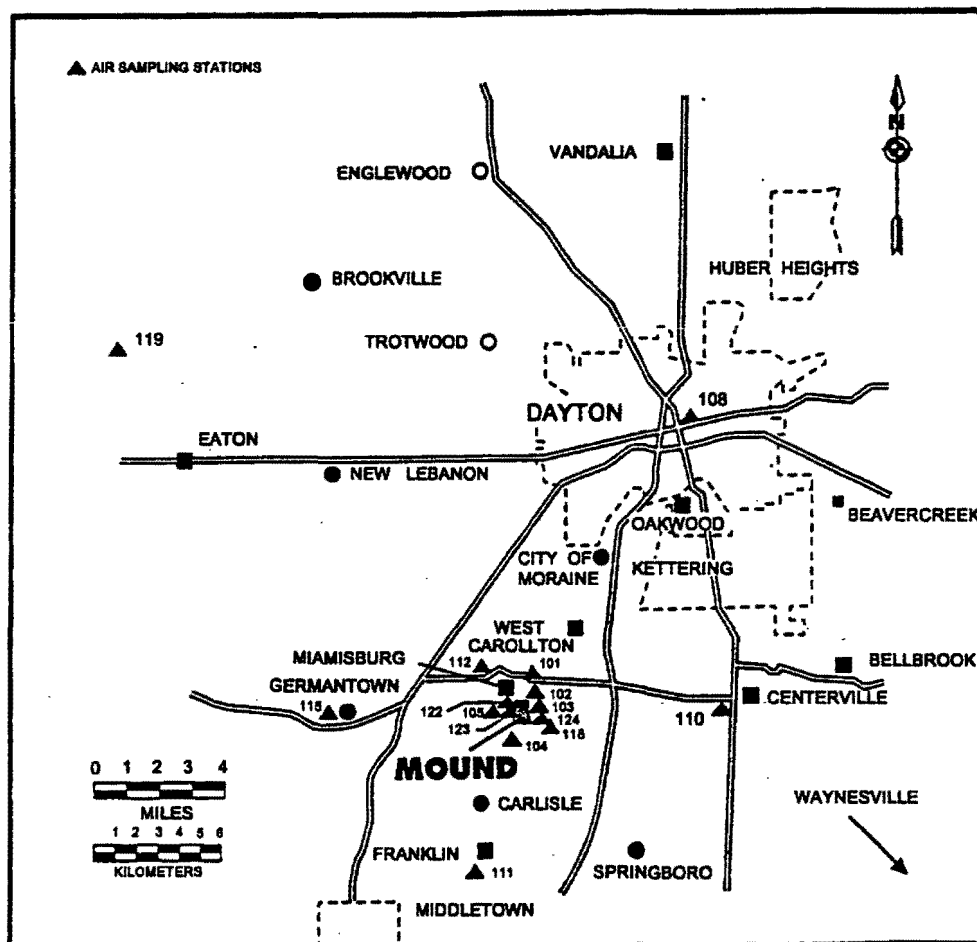 AIR SAMPLING STATIONS
N
VANDALIA
ENGLEWOOD
HUBER HEIGHTS
BROOKVILLE
119
TROTWOOD
108
DAYTON
EATON
NEW LEBANON
BEAVERCREEK
OAKWOOD
CITY OF
MORAINE
KETTERING
WEST
CAROLLTON
MIAMISBURG
112
101
BELLBROOK
GERMANTOWN
102
CENTERVILLE
115
122
105
103
110
124
123
118
104
MOUND
0 1 2 3 4
MILES
WAYNESVILLE
CARLISLE
1 2 3 4 5 6
KILOMETERS
FRANKLIN
111
SPRINGBORO
MIDDLETOWN